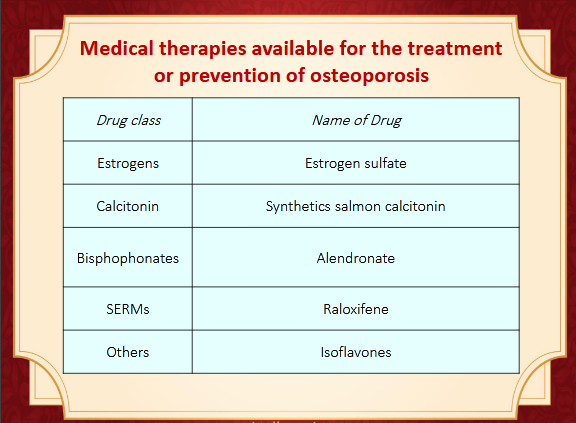 Medical therapies available for the treatment
or prevention of osteoporosis
Drug class Name of Drug
Estrogens Estrogen sulfate
Calcitonin Synthetics salmon calcitonin
Bisphophonates Alendronate
SERMs Raloxifene
Others Isoflavones